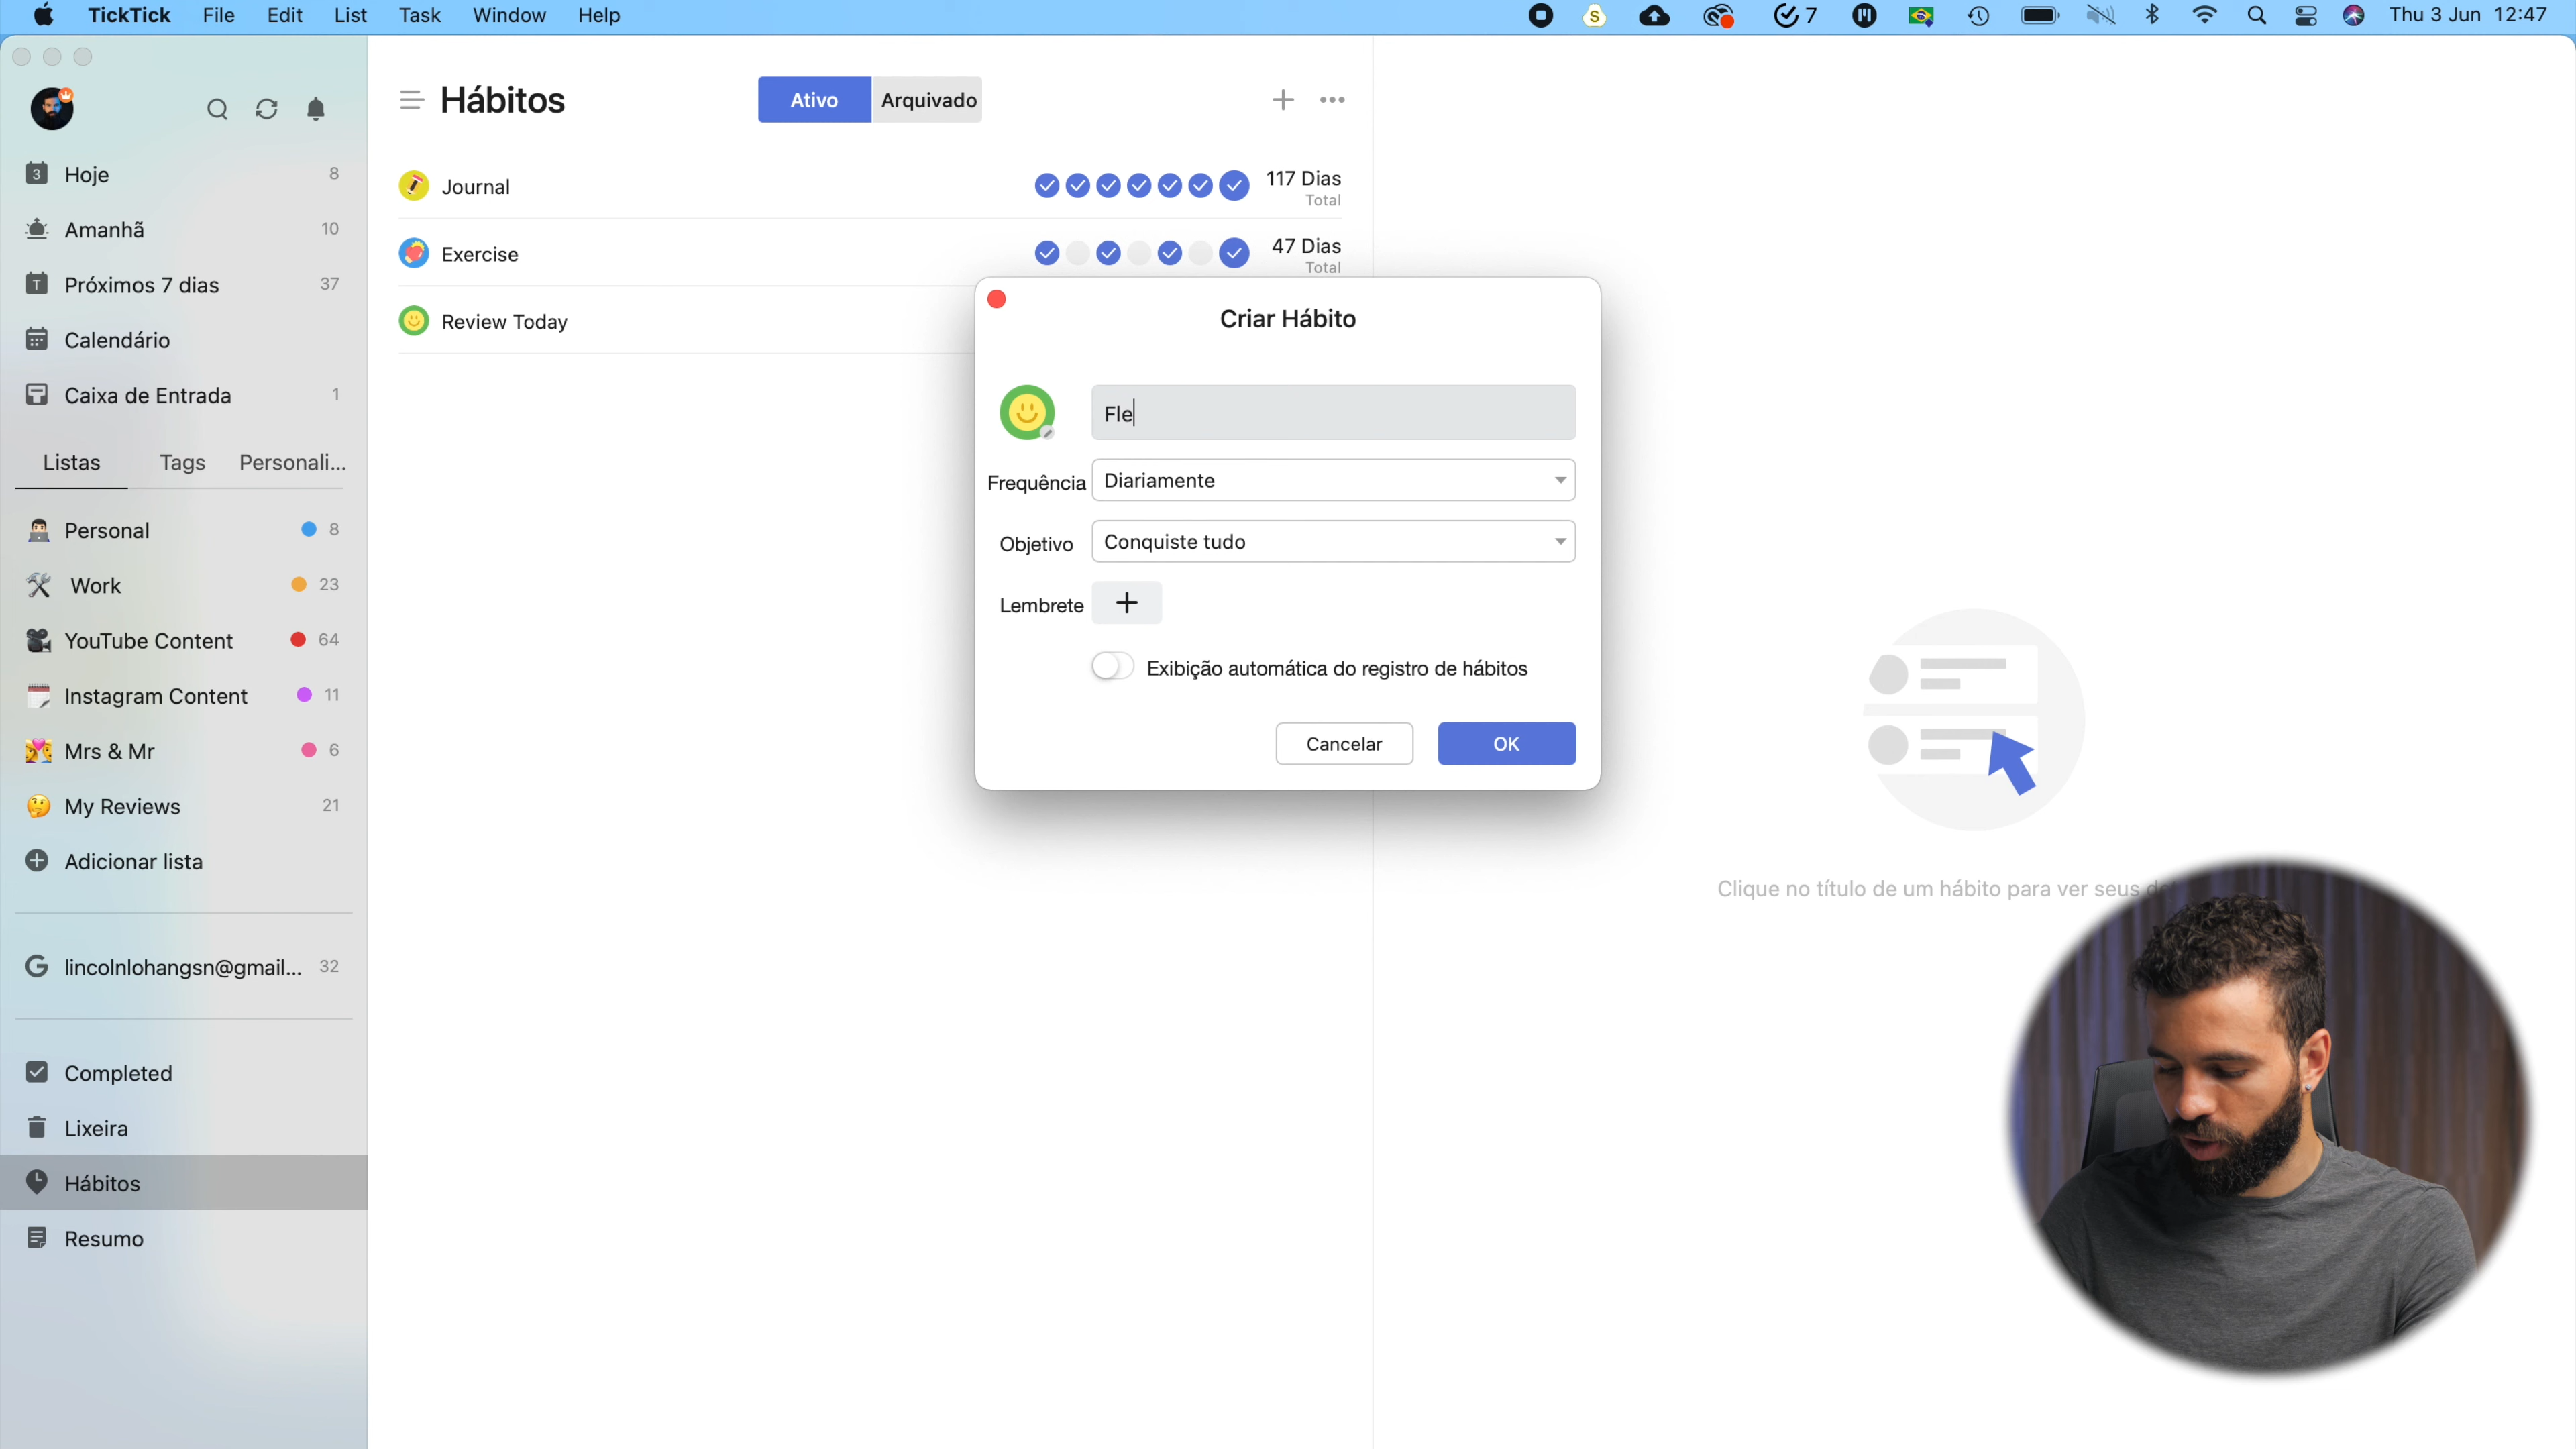 TickTick File Edit List Task Window Help S 7 Thu 3 Jun 12:47
Hábitos
Ativo Arquivado
3 Hoje 8
Amanhã 10
T Próximos 7 dias 37
Calendário
Caixa de Entrada 1
Listas Tags Personali...
Personal 8
Work 23
YouTube Content 64
Instagram Content 11
Mrs & Mr 6
My Reviews 21
Adicionar lista
G lincolnlohangsn@gmail... 32
Completed
Lixeira
Hábitos
Resumo
Journal 117 Dias
Total
Exercise 47 Dias
Total
Review Today
Criar Hábito
Fle
Frequência Diariamente
Objetivo Conquiste tudo
Lembrete +
Exibição automática do registro de hábitos
Cancelar OK
Clique no título de um hábito para ver seus de